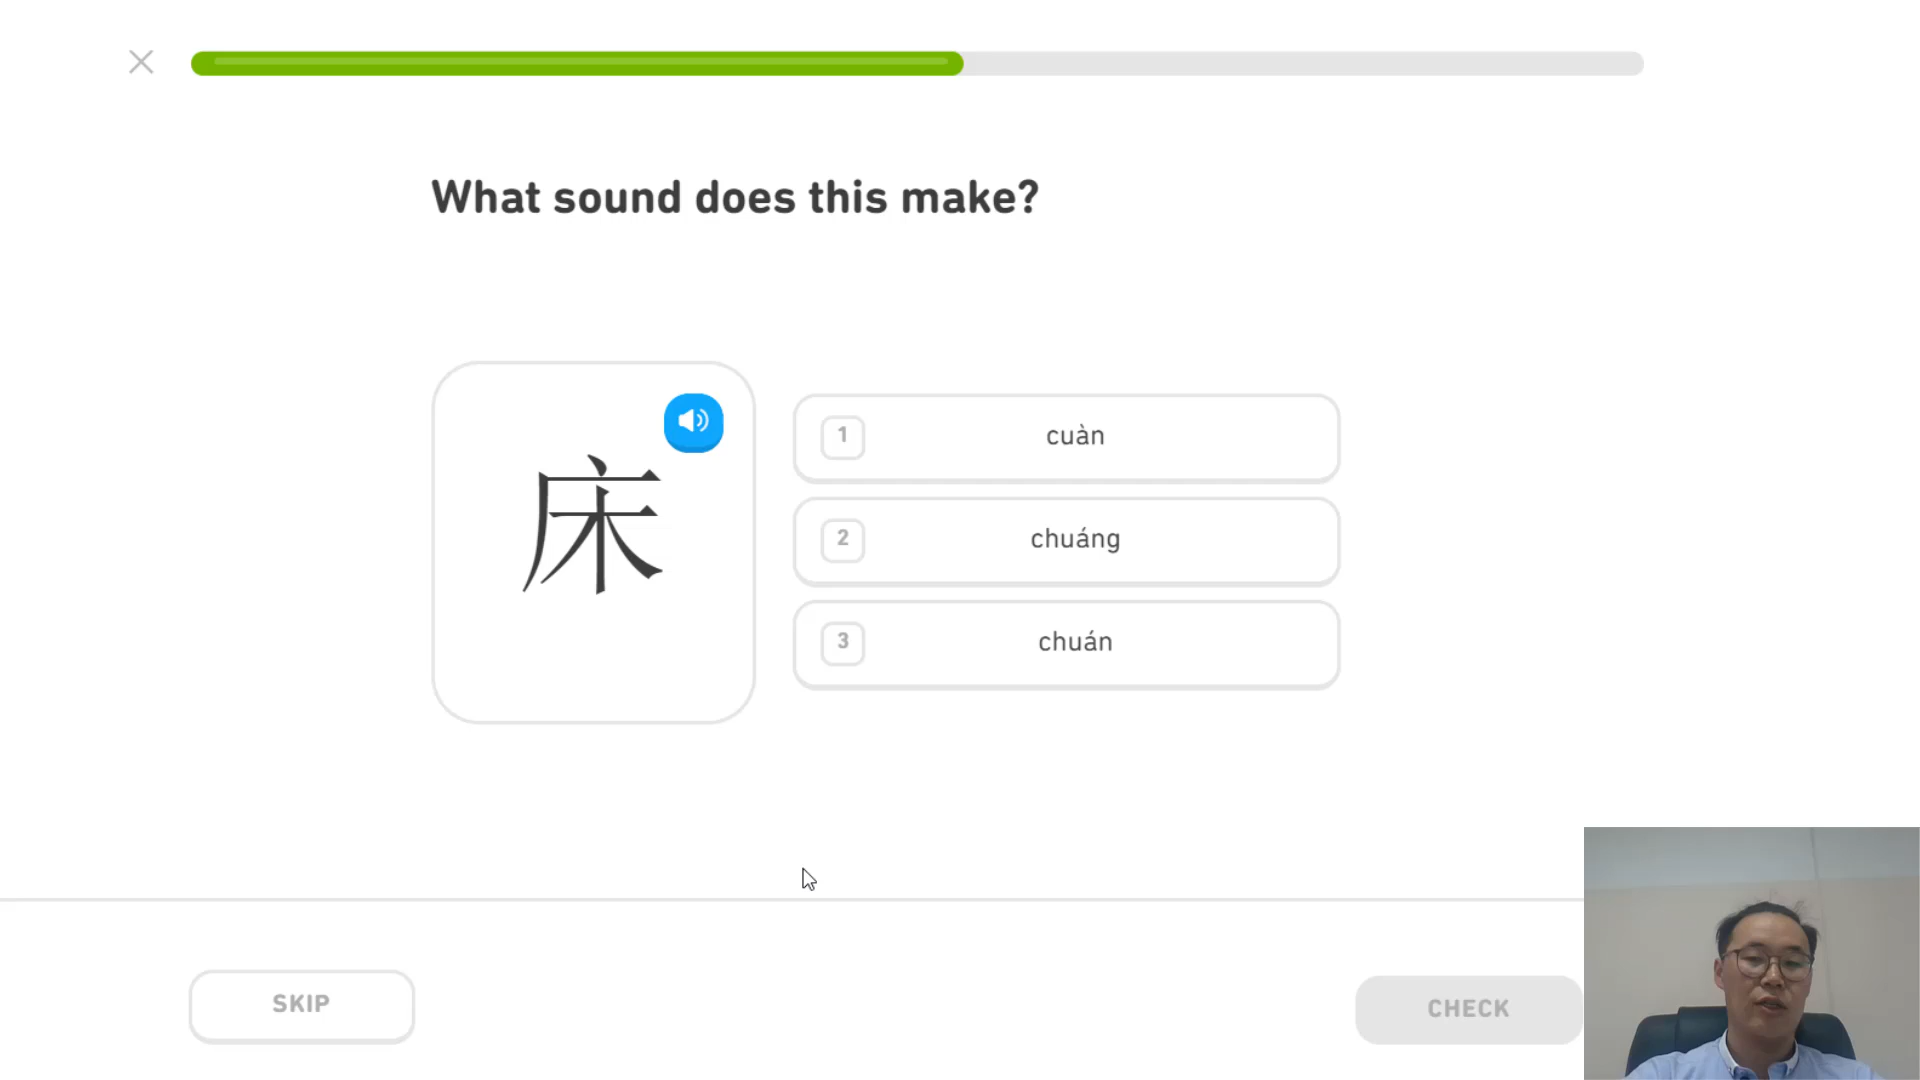 What sound does this make?
床
1 cuàn
2 chuáng
3 chuán
SKIP
CHECK